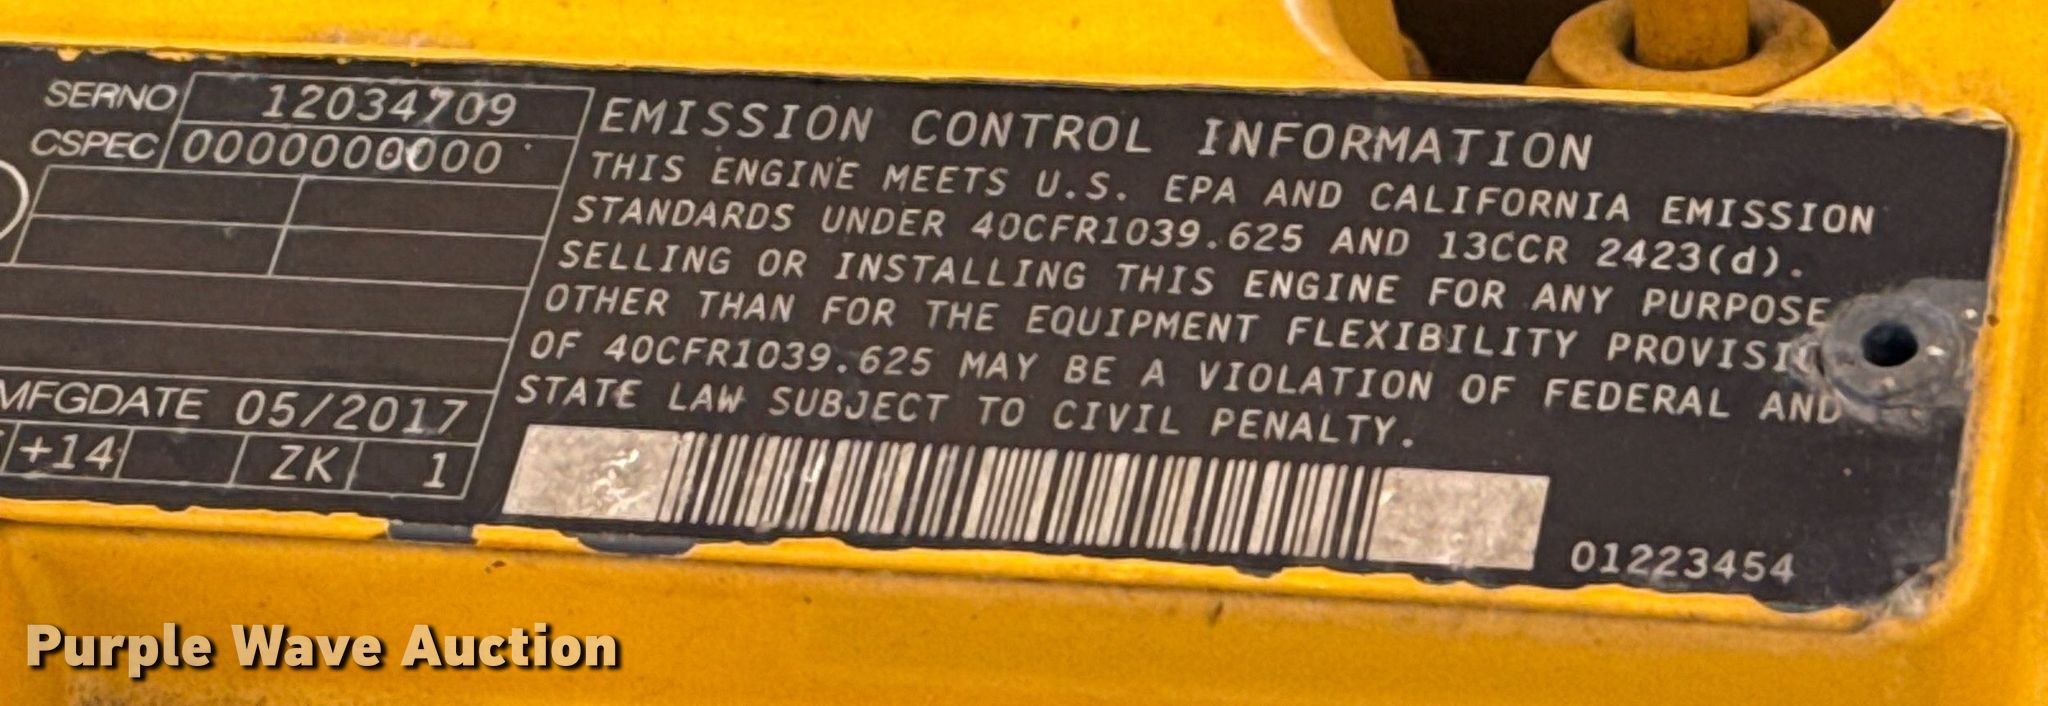 SERNO 12034709
CSPEC 0000000000
MFGDATE 05/2017
+14 ZK 1
EMISSION CONTROL INFORMATION
THIS ENGINE MEETS U.S. EPA AND CALIFORNIA EMISSION
STANDARDS UNDER 40CFR1039.625 AND 13CCR 2423(d).
SELLING OR INSTALLING THIS ENGINE FOR ANY PURPOSE
OTHER THAN FOR THE EQUIPMENT FLEXIBILITY PROVISI
OF 40CFR1039.625 MAY BE A VIOLATION OF FEDERAL AND
STATE LAW SUBJECT TO CIVIL PENALTY.
01223454
Purple Wave Auction